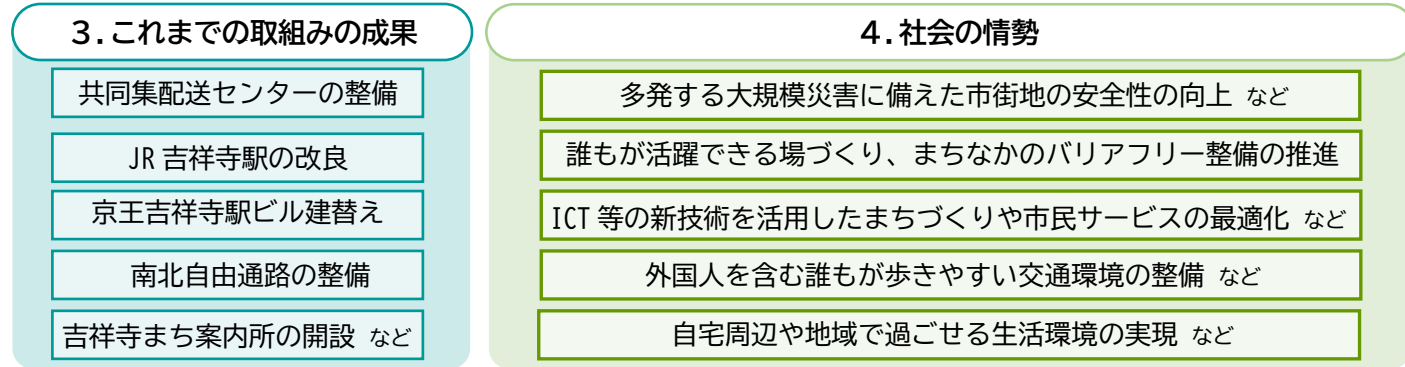 3.これまでの取組みの成果
共同集配送センターの整備
JR吉祥寺駅の改良
京王吉祥寺駅ビル建替え
南北自由通路の整備
吉祥寺まち案内所の開設 など
4.社会の情勢
多発する大規模災害に備えた市街地の安全性の向上 など
誰もが活躍できる場づくり、まちなかのバリアフリー整備の推進
ICT等の新技術を活用したまちづくりや市民サービスの最適化 など
外国人を含む誰もが歩きやすい交通環境の整備 など
自宅周辺や地域で過ごせる生活環境の実現 など